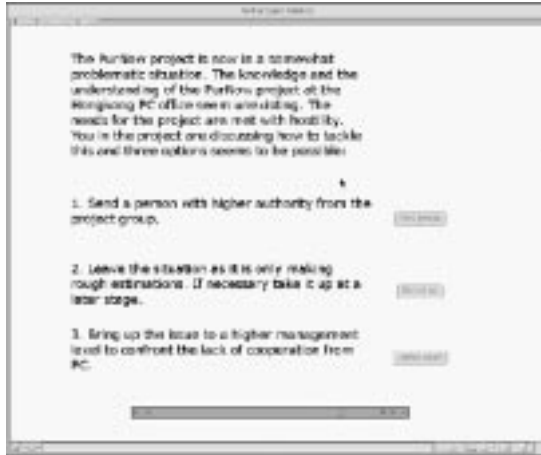 The project is now in a somewhat
problematic situation. The knowledge and the
understanding of the project at the
Hongkong PC office seem unexisting. The
needs for the project are met with hostility.
You in the project are discussing how to tackle
this and three options seems to be possible:
1. Send a person with higher authority from the
project group.
2. Leave the situation as it is only making
rough estimations. If necessary take it up at a
later stage.
3. Bring up the issue to a higher management
level to confront the lack of cooperation from
PC.